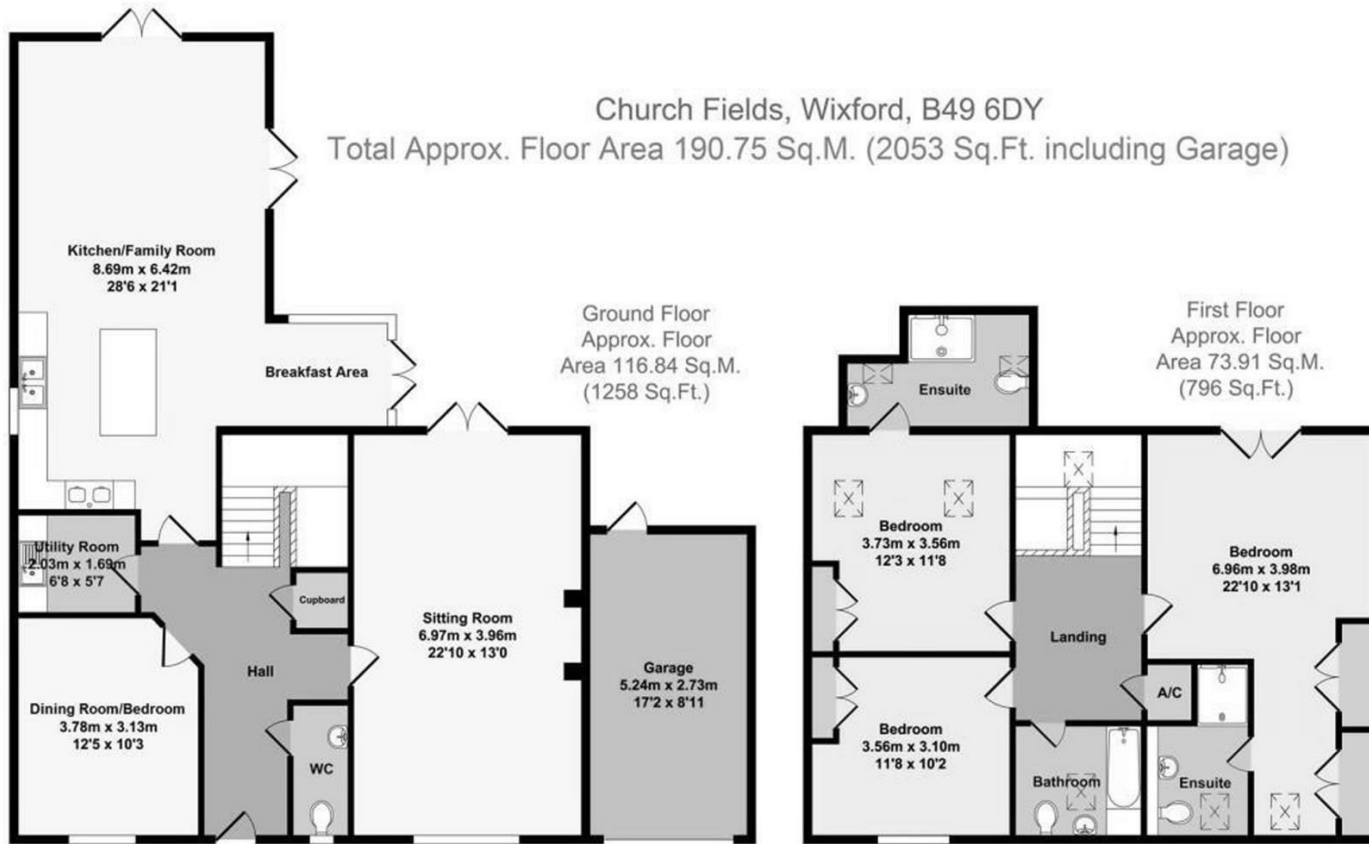 Church Fields, Wixford, B49 6DY
Total Approx. Floor Area 190.75 Sq.M. (2053 Sq.Ft. including Garage)
Kitchen/Family Room
8.69m x 6.42m
28'6 x 21'1
Breakfast Area
Ground Floor
Approx. Floor
Area 116.84 Sq.M.
(1258 Sq.Ft.)
Utility Room
2.03m x 1.69m
6'8 x 5'7
Cupboard
Sitting Room
6.97m x 3.96m
22'10 x 13'0
Hall
Garage
5.24m x 2.73m
17'2 x 8'11
Dining Room/Bedroom
3.78m x 3.13m
12'5 x 10'3
WC
First Floor
Approx. Floor
Area 73.91 Sq.M.
(796 Sq.Ft.)
Ensuite
Bedroom
3.73m x 3.56m
12'3 x 11'8
Bedroom
6.96m x 3.98m
22'10 x 13'1
Landing
A/C
Bedroom
3.56m x 3.10m
11'8 x 10'2
Bathroom
Ensuite